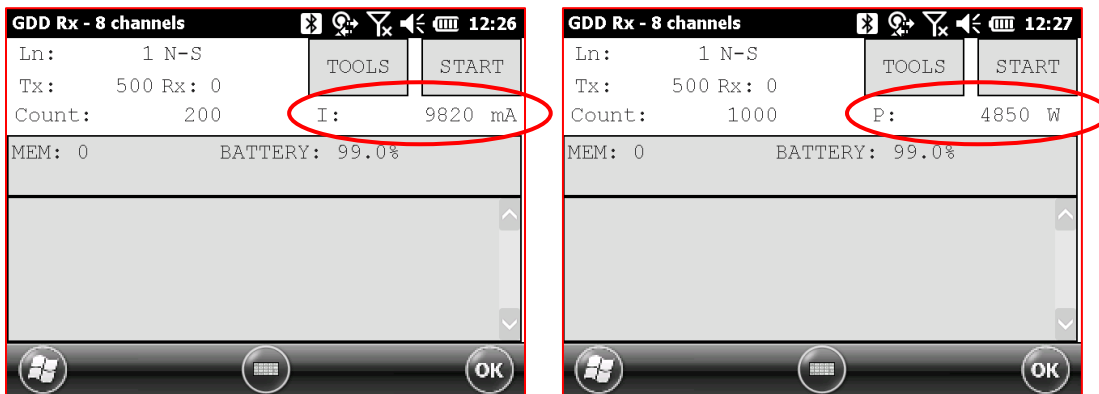 GDD Rx - 8 channels 12:26
Ln: 1 N-S
TOOLS START
Tx: 500 Rx: 0
Count: 200 I: 9820 mA
MEM: 0 BATTERY: 99.0%
OK
GDD Rx - 8 channels 12:27
Ln: 1 N-S
TOOLS START
Tx: 500 Rx: 0
Count: 1000 P: 4850 W
MEM: 0 BATTERY: 99.0%
OK